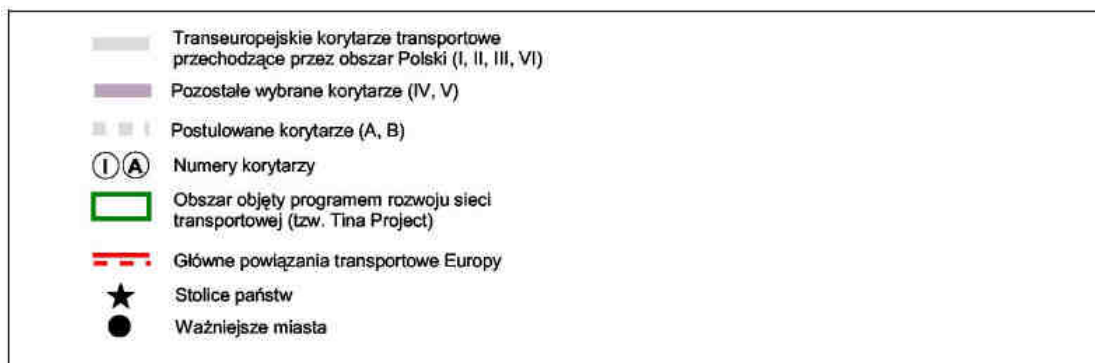 Transeuropejskie korytarze transportowe
przechodzące przez obszar Polski (I, II, III, VI)
Pozostałe wybrane korytarze (IV, V)
Postulowane korytarze (A, B)
I A Numery korytarzy
Obszar objęty programem rozwoju sieci
transportowej (tzw. Tina Project)
Główne powiązania transportowe Europy
Stolice państw
Ważniejsze miasta